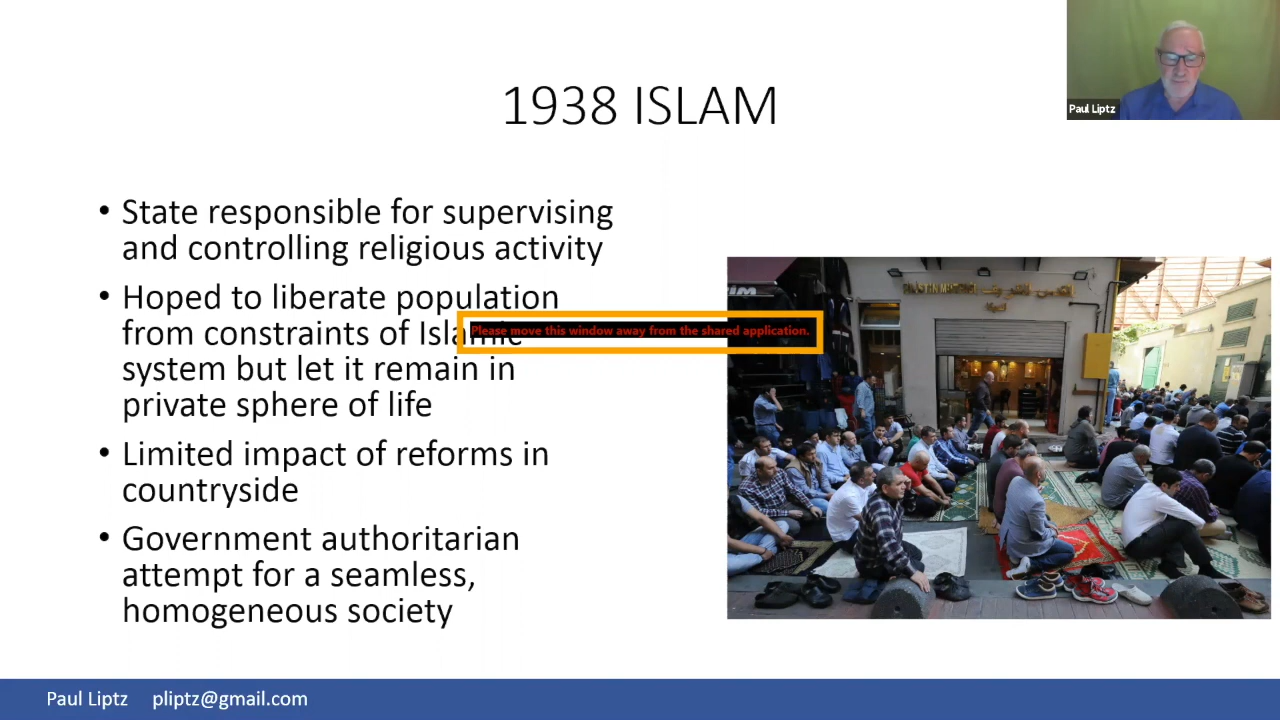 Paul Liptz
1938 ISLAM
• State responsible for supervising
and controlling religious activity
• Hoped to liberate population
from constraints of Islamic
system but let it remain in
private sphere of life
• Limited impact of reforms in
countryside
• Government authoritarian
attempt for a seamless,
homogeneous society
Please move this window away from the shared application.
Paul Liptz pliptz@gmail.com